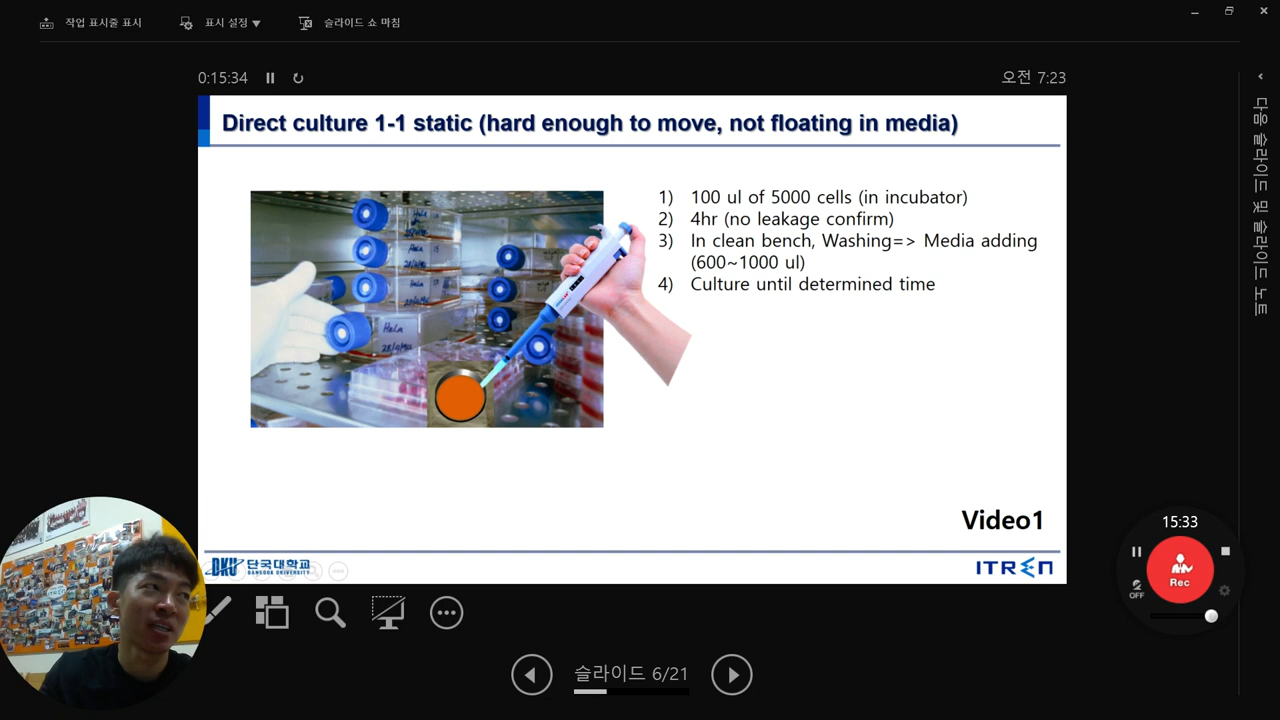 작업 표시줄 표시
표시 설정 ▼
슬라이드 쇼 마침
0:15:34
오전 7:23
다음 슬라이드 및 슬라이드 노트
Direct culture 1-1 static (hard enough to move, not floating in media)
1) 100 ul of 5000 cells (in incubator)
2) 4hr (no leakage confirm)
3) In clean bench, Washing=> Media adding
(600~1000 ul)
4) Culture until determined time
Hela
Hela
Hela
Hela
Video1
DKU 단국대학교
DANKOOK UNIVERSITY
ITREN
15:33
Rec
OFF
슬라이드 6/21